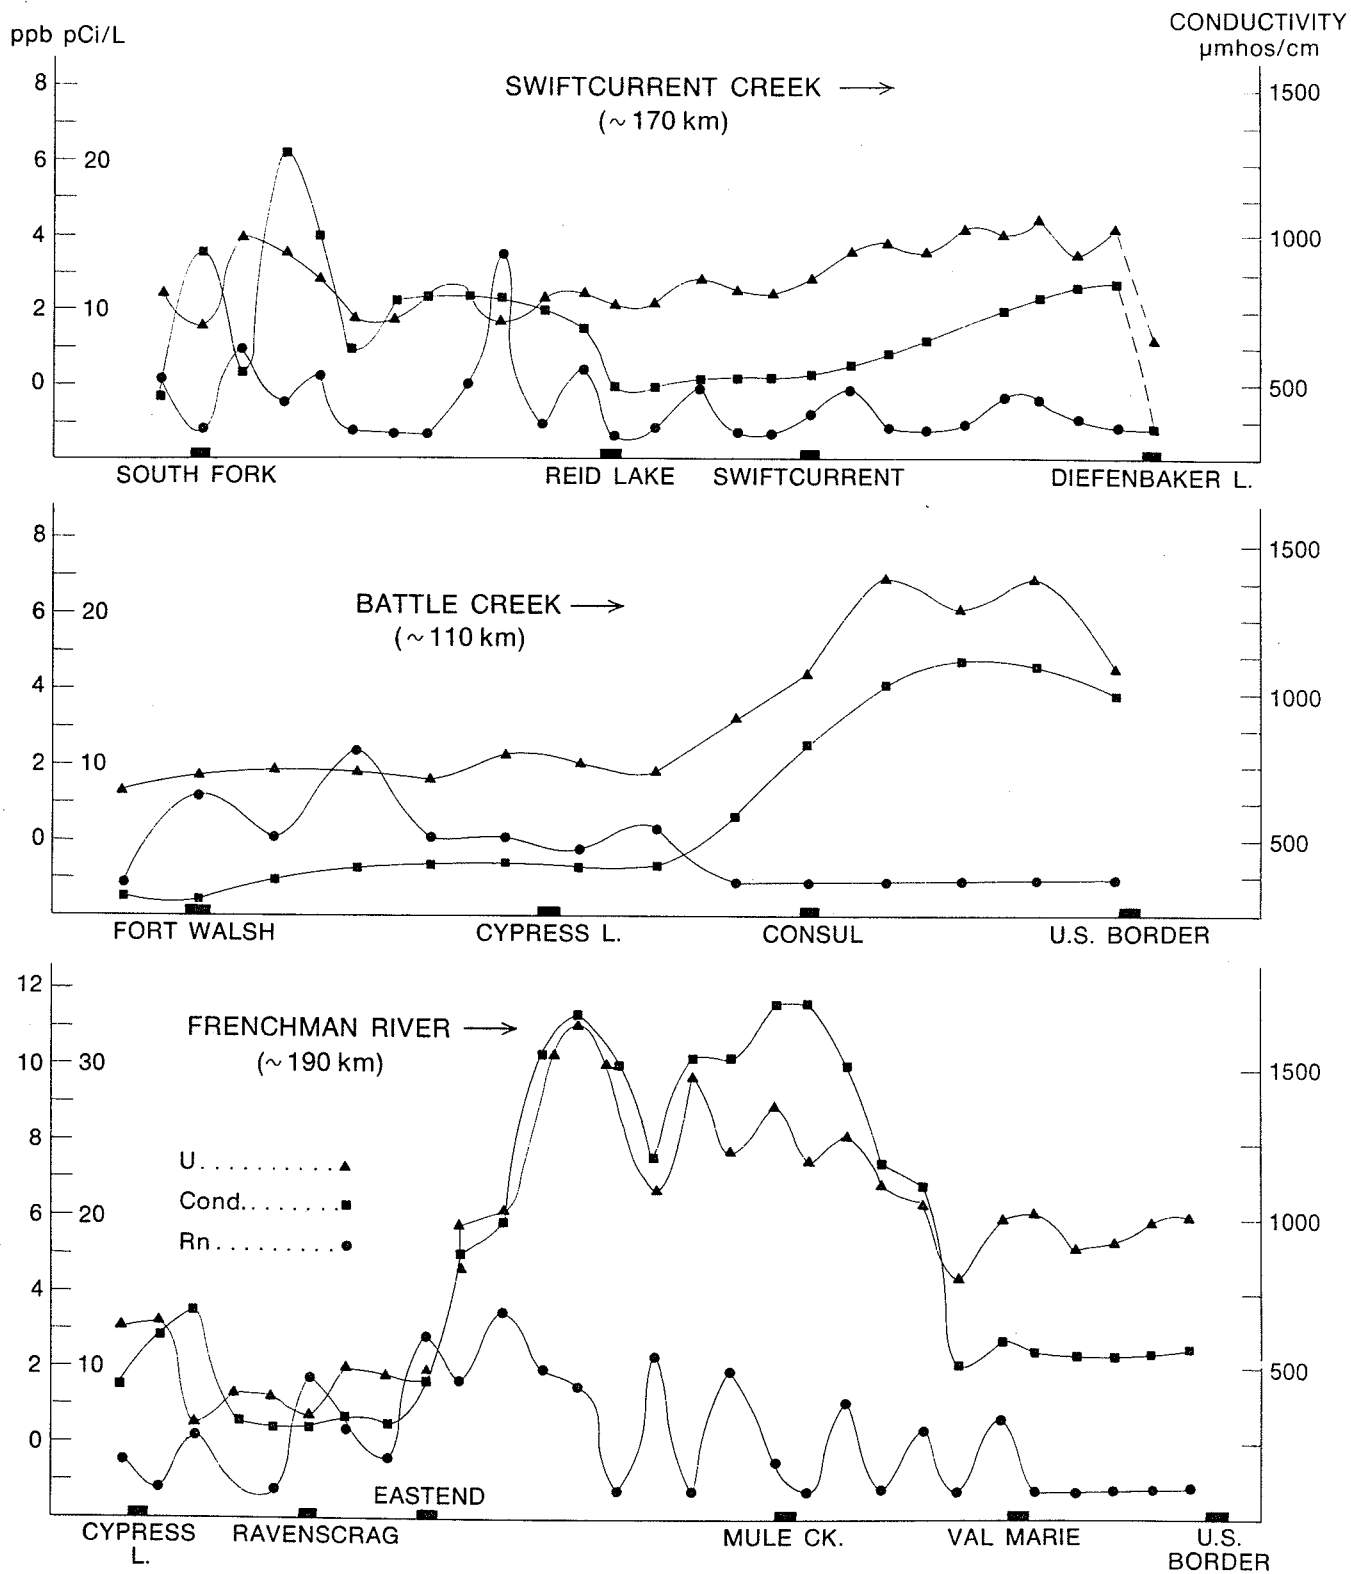 ppb pCi/L
CONDUCTIVITY
µmhos/cm
SWIFTCURRENT CREEK
(~ 170 km)
8
6
20
4
2
10
0
1500
1000
500
SOUTH FORK
REID LAKE
SWIFTCURRENT
DIEFENBAKER L.
BATTLE CREEK
(~ 110 km)
8
6
20
4
2
10
0
1500
1000
500
FORT WALSH
CYPRESS L.
CONSUL
U.S. BORDER
FRENCHMAN RIVER
(~ 190 km)
12
10
30
8
6
20
4
2
10
0
1500
1000
500
U..........
Cond.......
Rn.........
EASTEND
CYPRESS
L.
RAVENSCRAG
MULE CK.
VAL MARIE
U.S.
BORDER